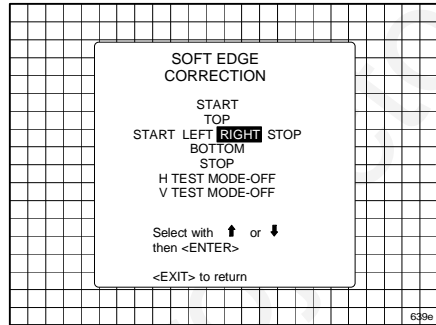 SOFT EDGE
CORRECTION
START
TOP
START LEFT RIGHT STOP
BOTTOM
STOP
H TEST MODE-OFF
V TEST MODE-OFF
Select with ⬆ or ⬇
then <ENTER>
<EXIT> to return
639e